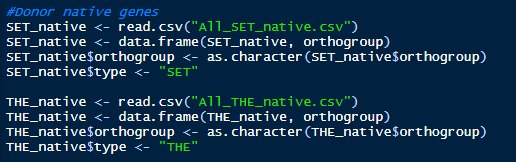 #Donor native genes
SET_native <- read.csv("All_SET_native.csv")
SET_native <- data.frame(SET_native, orthogroup)
SET_native$orthogroup <- as.character(SET_native$orthogroup)
SET_native$type <- "SET"
THE_native <- read.csv("All_THE_native.csv")
THE_native <- data.frame(THE_native, orthogroup)
THE_native$orthogroup <- as.character(THE_native$orthogroup)
THE_native$type <- "THE"